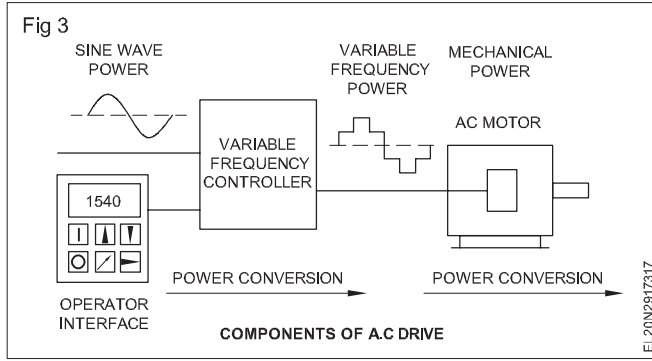 Fig 3
SINE WAVE
POWER
VARIABLE
FREQUENCY
POWER
MECHANICAL
POWER
AC MOTOR
VARIABLE
FREQUENCY
CONTROLLER
1540
OPERATOR
INTERFACE
POWER CONVERSION
POWER CONVERSION
COMPONENTS OF A.C DRIVE
EL20N2917317